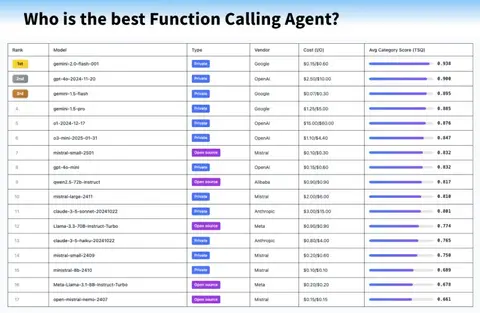 Who is the best Function Calling Agent?
Rank Model Type Vendor Cost (I/O) Avg Category Score (TSQ)
1st gemini-2.0-flash-001 Private Google $0.15/$0.60 0.938
2nd gpt-4o-2024-11-20 Private OpenAI $2.50/$10.00 0.900
3rd gemini-1.5-flash Private Google $0.07/$0.30 0.895
4 gemini-1.5-pro Private Google $1.25/$5.00 0.885
5 o1-2024-12-17 Private OpenAI $15.00/$60.00 0.876
6 o3-mini-2025-01-31 Private OpenAI $1.10/$4.40 0.847
7 mistral-small-2501 Open source Mistral $0.10/$0.30 0.832
8 gpt-4o-mini Private OpenAI $0.15/$0.60 0.832
9 qwen2.5-72b-instruct Open source Alibaba $0.90/$0.90 0.817
10 mistral-large-2411 Private Mistral $2.00/$6.00 0.810
11 claude-3-5-sonnet-20241022 Private Anthropic $3.00/$15.00 0.801
12 Llama-3.3-70B-Instruct-Turbo Open source Meta $0.90/$0.90 0.774
13 claude-3-5-haiku-20241022 Private Anthropic $0.80/$4.00 0.765
14 mistral-small-2409 Private Mistral $0.20/$0.60 0.750
15 ministral-8b-2410 Private Mistral $0.10/$0.10 0.689
16 Meta-Llama-3.1-8B-Instruct-Turbo Open source Meta $0.20/$0.20 0.678
17 open-mistral-nemo-2407 Open source Mistral $0.15/$0.15 0.661